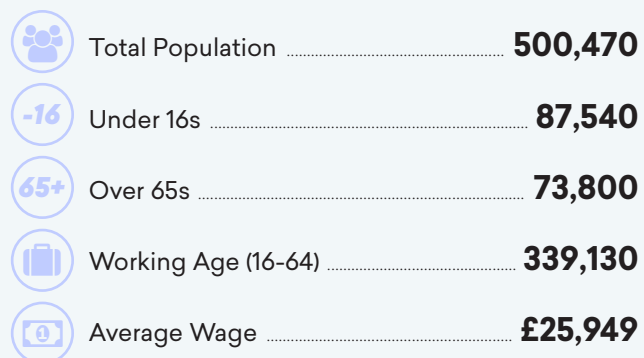 Total Population 500,470
-16 Under 16s 87,540
65+ Over 65s 73,800
Working Age (16-64) 339,130
1 Average Wage £25,949